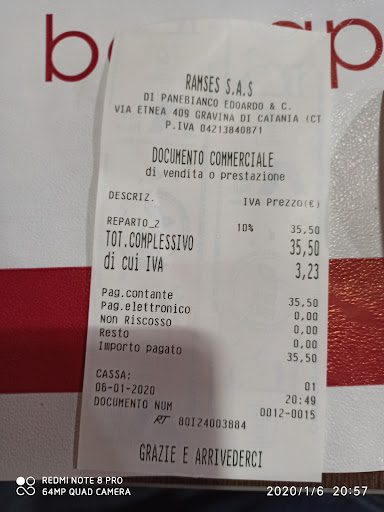 RAMSES S.A.S
DI PANEBIANCO EDOARDO & C.
VIA ETNEA 409 GRAVINA DI CATANIA (CT
P.IVA 04213840871
DOCUMENTO COMMERCIALE
di vendita o prestazione
DESCRIZ. IVA Prezzo(€)
REPARTO_2 10% 35,50
TOT.COMPLESSIVO 35,50
di cui IVA 3,23
Pag.contante 35,50
Pag.elettronico 0,00
Non Riscosso 0,00
Resto 0,00
Importo pagato 35,50
CASSA: 01
06-01-2020 20:49
DOCUMENTO NUM 0012-0015
RT 80I24003884
GRAZIE E ARRIVEDERCI
REDMI NOTE 8 PRO
64MP QUAD CAMERA
2020/1/6 20:57